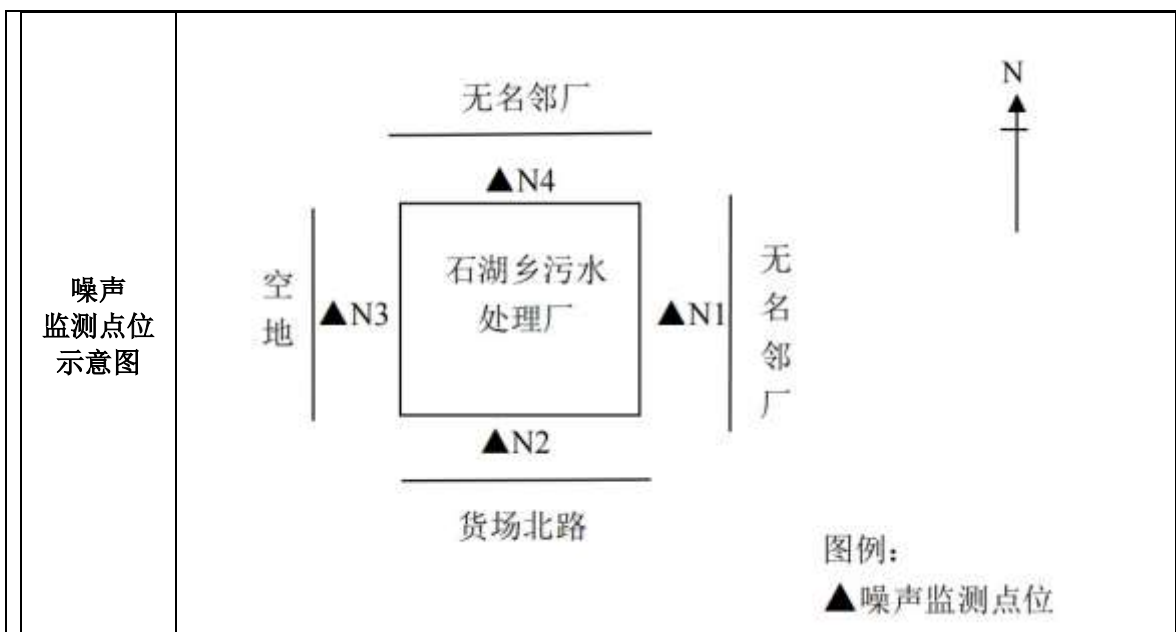 噪声
监测点位
示意图
N
无名邻厂
▲N4
空地
▲N3
石湖乡污水
处理厂
▲N1
无名邻厂
▲N2
货场北路
图例：
▲噪声监测点位